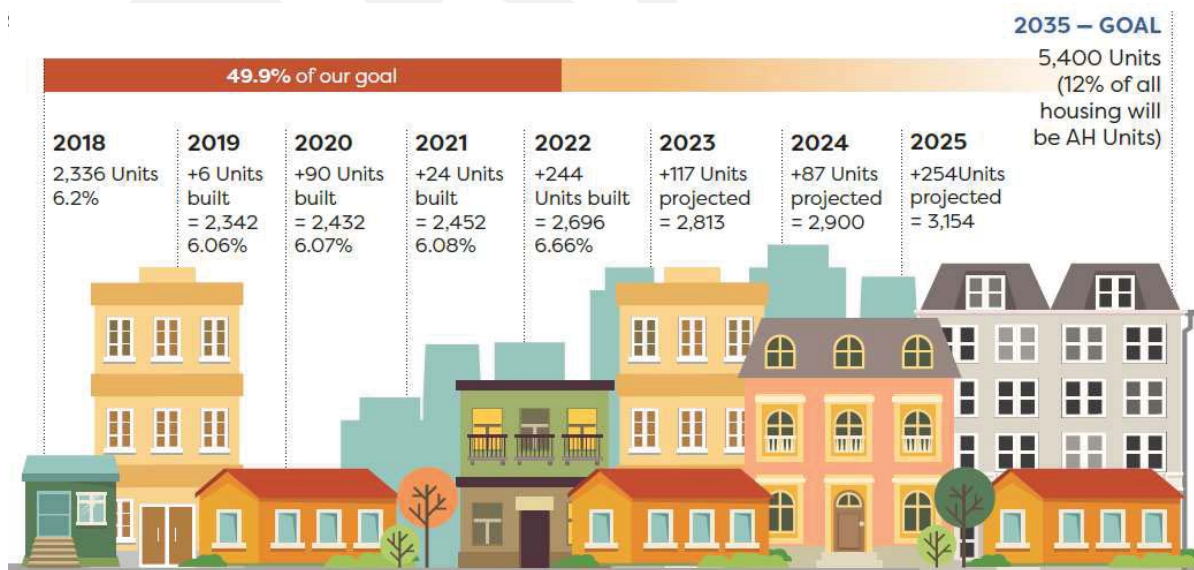 2035 – GOAL
5,400 Units
(12% of all
housing will
be AH Units)
49.9% of our goal
2018
2,336 Units
6.2%
2019
+6 Units
built
= 2,342
6.06%
2020
+90 Units
built
= 2,432
6.07%
2021
+24 Units
built
= 2,452
6.08%
2022
+244
Units built
= 2,696
6.66%
2023
+117 Units
projected
= 2,813
2024
+87 Units
projected
= 2,900
2025
+254Units
projected
= 3,154